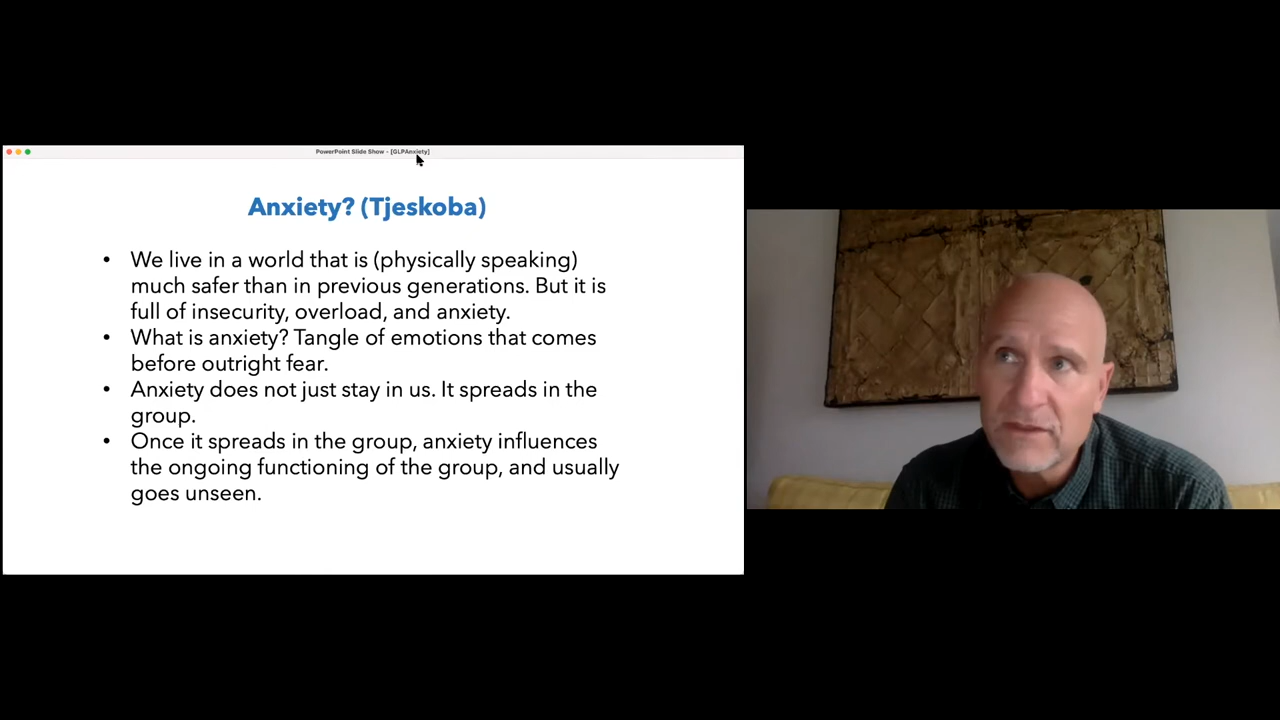 PowerPoint Slide Show - [GLPAnxiety]
Anxiety? (Tjeskoba)
• We live in a world that is (physically speaking)
much safer than in previous generations. But it is
full of insecurity, overload, and anxiety.
• What is anxiety? Tangle of emotions that comes
before outright fear.
• Anxiety does not just stay in us. It spreads in the
group.
• Once it spreads in the group, anxiety influences
the ongoing functioning of the group, and usually
goes unseen.